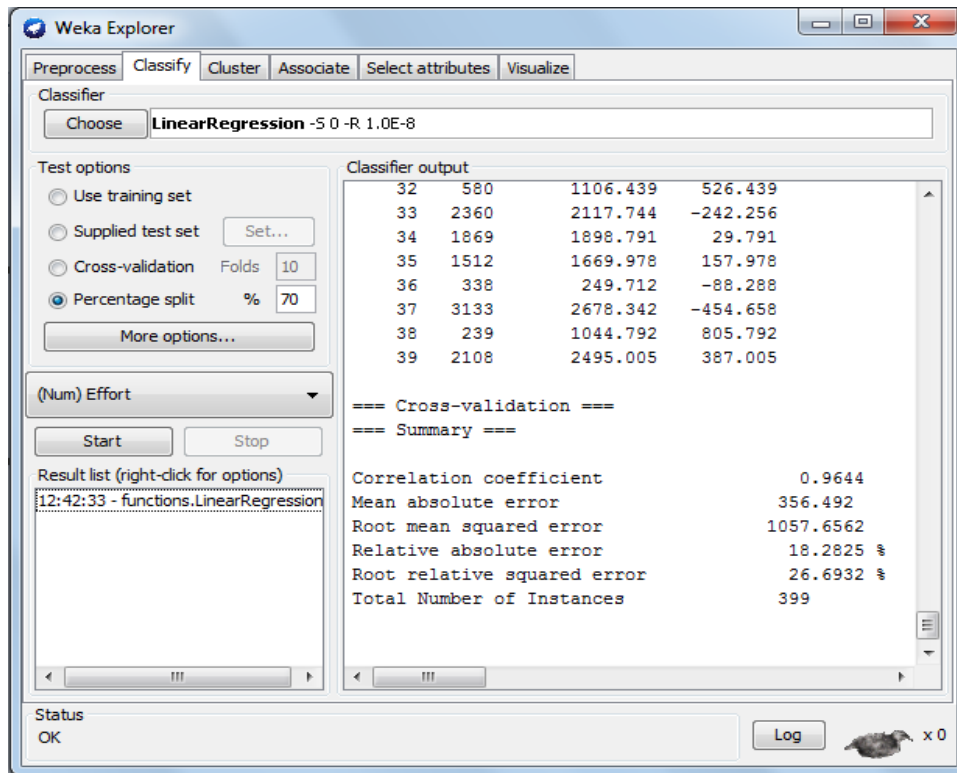 Weka Explorer
Preprocess Classify Cluster Associate Select attributes Visualize
Classifier
Choose LinearRegression -S 0 -R 1.0E-8
Test options
Use training set
Supplied test set Set...
Cross-validation Folds 10
Percentage split % 70
More options...
(Num) Effort
Start Stop
Result list (right-click for options)
12:42:33 - functions.LinearRegression
Classifier output
32 580 1106.439 526.439
33 2360 2117.744 -242.256
34 1869 1898.791 29.791
35 1512 1669.978 157.978
36 338 249.712 -88.288
37 3133 2678.342 -454.658
38 239 1044.792 805.792
39 2108 2495.005 387.005
=== Cross-validation ===
=== Summary ===
Correlation coefficient 0.9644
Mean absolute error 356.492
Root mean squared error 1057.6562
Relative absolute error 18.2825 %
Root relative squared error 26.6932 %
Total Number of Instances 399
Status
OK
Log
x 0